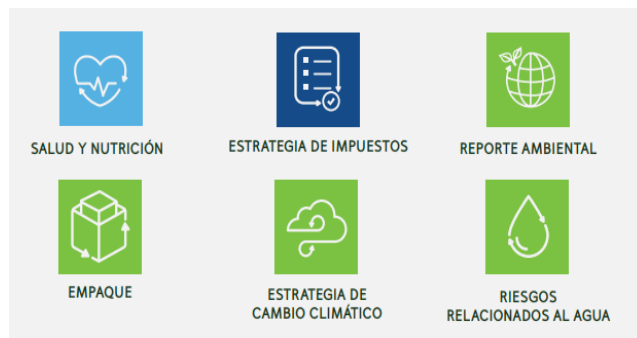 SALUD Y NUTRICIÓN
ESTRATEGIA DE IMPUESTOS
REPORTE AMBIENTAL
EMPAQUE
ESTRATEGIA DE
CAMBIO CLIMÁTICO
RIESGOS
RELACIONADOS AL AGUA